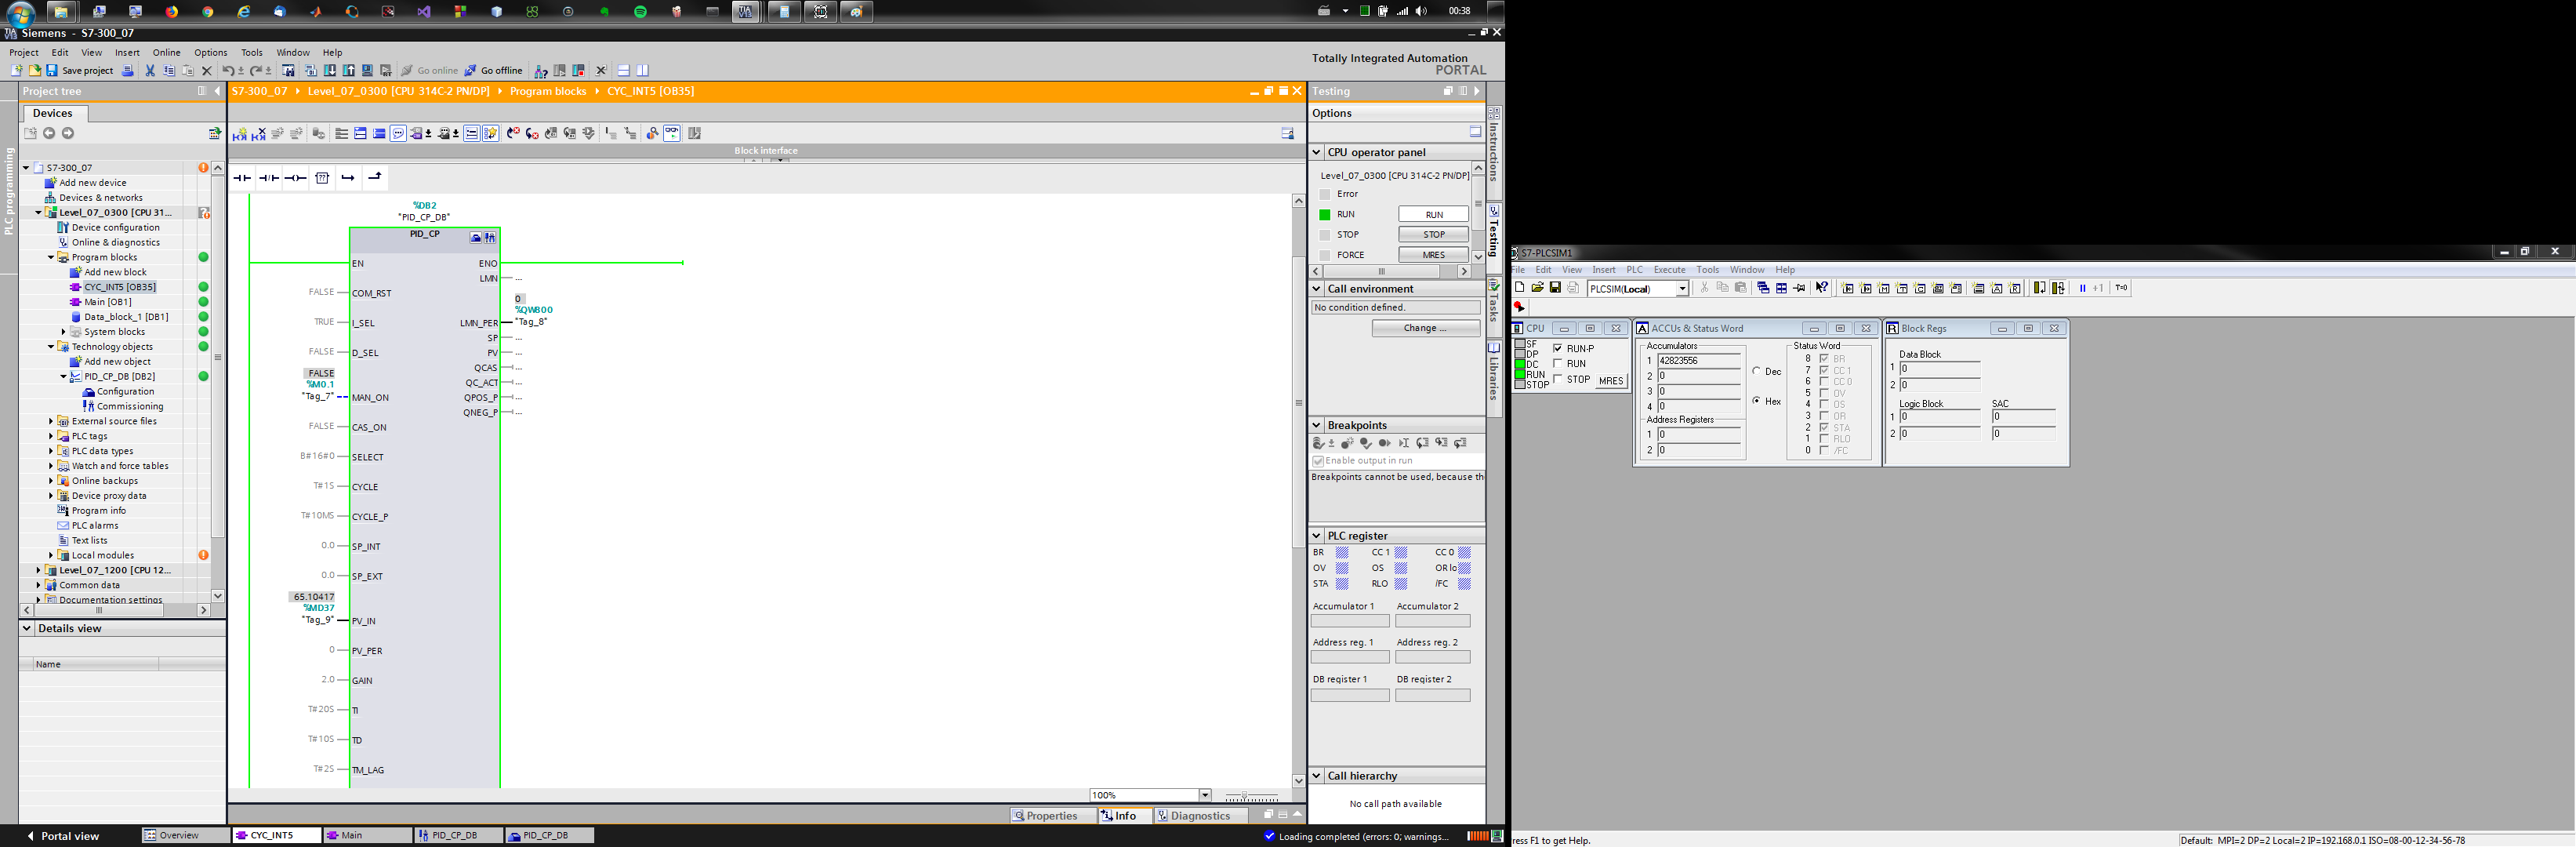 00:38
Siemens - S7-300_07
Project Edit View Insert Online Options Tools Window Help
Totally Integrated Automation
PORTAL
Save project
Go online
Go offline
Project tree
S7-300_07 Level_07_0300 [CPU 314C-2 PN/DP] Program blocks CYC_INT5 [OB35]
Testing
Devices
Options
PLC programming
Block interface
S7-300_07
Add new device
Devices & networks
Level_07_0300 [CPU 31...
Device configuration
Online & diagnostics
Program blocks
Add new block
CYC_INT5 [OB35]
Main [OB1]
Data_block_1 [DB1]
System blocks
Technology objects
Add new object
PID_CP_DB [DB2]
Configuration
Commissioning
External source files
PLC tags
PLC data types
Watch and force tables
Online backups
Device proxy data
Program info
PLC alarms
Text lists
Local modules
Level_07_1200 [CPU 12...
Common data
Documentation settings
Details view
Name
%DB2
"PID_CP_DB"
PID_CP
EN ENO
LMN ...
FALSE COM_RST
0
%QW800
TRUE I_SEL LMN_PER "Tag_8"
SP ...
FALSE D_SEL PV ...
QCAS ...
FALSE
%M0.1
QC_ACT ...
"Tag_7" MAN_ON QPOS_P ...
QNEG_P ...
FALSE CAS_ON
B#16#0 SELECT
T#1S CYCLE
T#10MS CYCLE_P
0.0 SP_INT
0.0 SP_EXT
65.10417
%MD37
"Tag_9" PV_IN
0 PV_PER
2.0 GAIN
T#20S TI
T#10S TD
T#2S TM_LAG
100%
Properties Info Diagnostics
CPU operator panel
Level_07_0300 [CPU 314C-2 PN/DP]
Error
RUN RUN
STOP STOP
FORCE MRES
Call environment
No condition defined.
Change ...
Breakpoints
Enable output in run
Breakpoints cannot be used, because th
PLC register
BR CC 1 CC 0
OV OS OR lo
STA RLO /FC
Accumulator 1 Accumulator 2
Address reg. 1 Address reg. 2
DB register 1 DB register 2
Call hierarchy
No call path available
Instructions
Testing
Tasks
Libraries
Portal view Overview CYC_INT5 Main PID_CP_DB PID_CP_DB
Loading completed (errors: 0; warnings...
S7-PLCSIM1
File Edit View Insert PLC Execute Tools Window Help
PLCSIM(Local)
+1 T=0
CPU
SF
DP
DC
RUN
STOP
RUN-P
RUN
STOP MRES
ACCUs & Status Word
Accumulators
1 42823556
2 0
3 0
4 0
Address Registers
1 0
2 0
Dec
Hex
Status Word
8 BR
7 CC 1
6 CC 0
5 OV
4 OS
3 OR
2 STA
1 RLO
0 /FC
Block Regs
Data Block
1 0
2 0
Logic Block SAC
1 0 0
2 0 0
ress F1 to get Help.
Default: MPI=2 DP=2 Local=2 IP=192.168.0.1 ISO=08-00-12-34-56-78